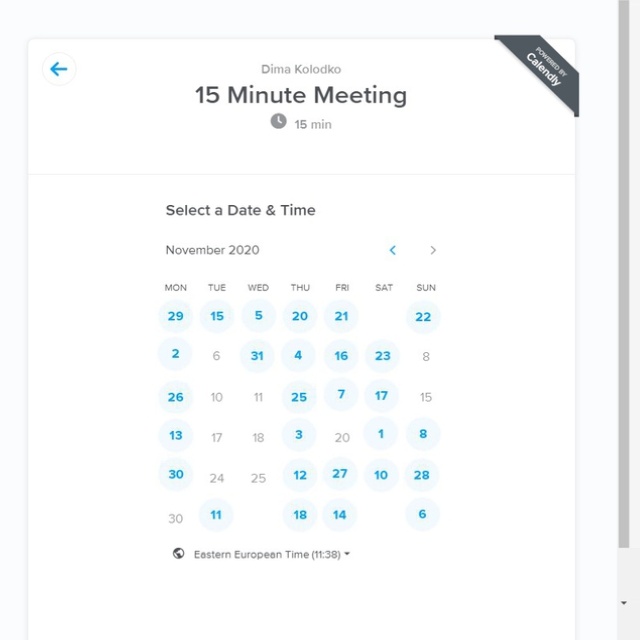 Dima Kolodko
POWERED BY
Calendly
15 Minute Meeting
15 min
Select a Date & Time
November 2020
MON TUE WED THU FRI SAT SUN
29 15 5 20 21 22
2 6 31 4 16 23 8
26 10 11 25 7 17 15
13 17 18 3 20 1 8
30 24 25 12 27 10 28
30 11 18 14 6
Eastern European Time (11:38)